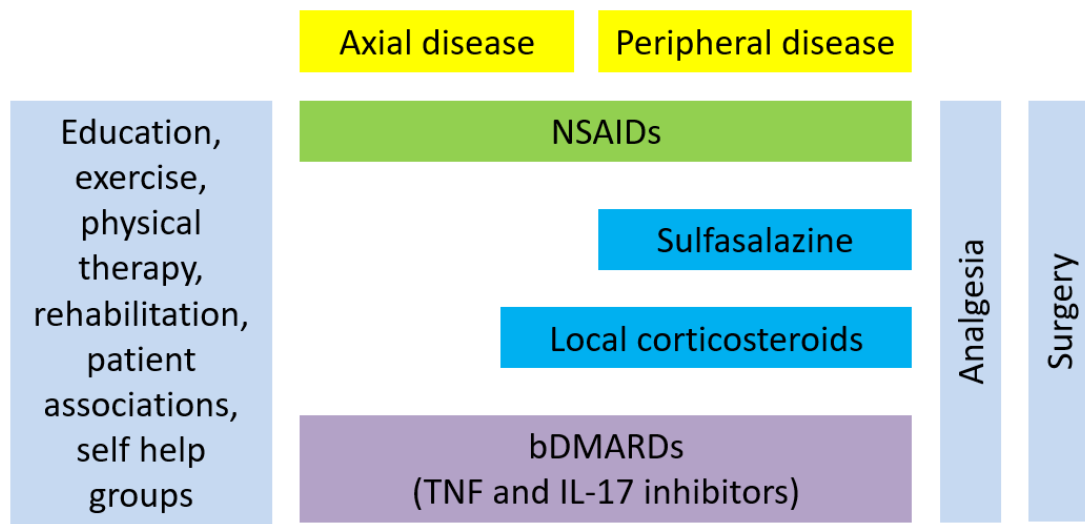 Axial disease
Peripheral disease
Education,
exercise,
physical
therapy,
rehabilitation,
patient
associations,
self help
groups
NSAIDs
Sulfasalazine
Local corticosteroids
bDMARDs
(TNF and IL-17 inhibitors)
Analgesia
Surgery